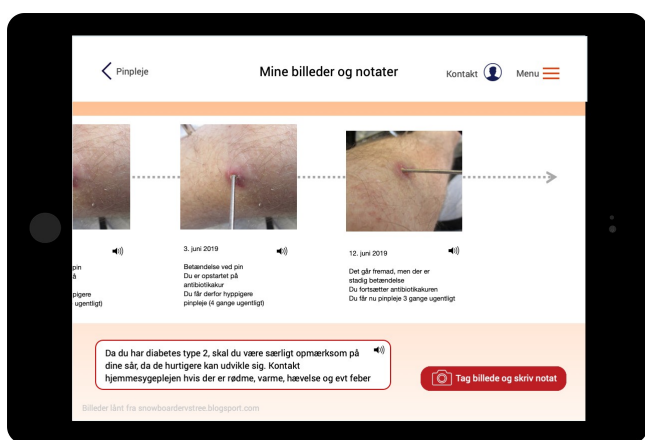 Pinpleje
Mine billeder og notater
Kontakt
Menu
pin
å
pigere
ugentligt)
3. juni 2019
Betændelse ved pin
Du er opstartet på
antibiotikakur
Du får derfor hyppigere
pinpleje (4 gange ugentligt)
12. juni 2019
Det går fremad, men der er
stadig betændelse
Du fortsætter antibiotikakuren
Du får nu pinpleje 3 gange ugentligt
Da du har diabetes type 2, skal du være særligt opmærksom på
dine sår, da de hurtigere kan udvikle sig. Kontakt
hjemmesygeplejen hvis der er rødme, varme, hævelse og evt feber
Tag billede og skriv notat
Billeder lånt fra snowboardervstree.blogsport.com